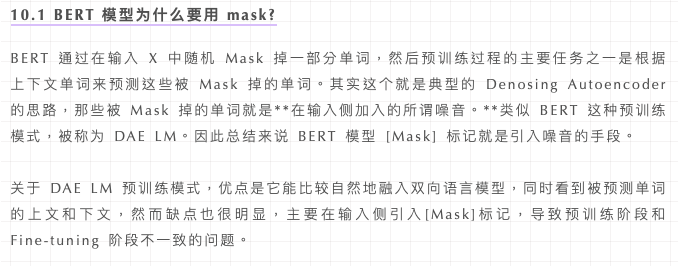 10.1 BERT 模型为什么要用 mask?
BERT 通过在输入 X 中随机 Mask 掉一部分单词，然后预训练过程的主要任务之一是根据
上下文单词来预测这些被 Mask 掉的单词。其实这个就是典型的 Denosing Autoencoder
的思路，那些被 Mask 掉的单词就是**在输入侧加入的所谓噪音。**类似 BERT 这种预训练
模式，被称为 DAE LM。因此总结来说 BERT 模型 [Mask] 标记就是引入噪音的手段。
关于 DAE LM 预训练模式，优点是它能比较自然地融入双向语言模型，同时看到被预测单词
的上文和下文，然而缺点也很明显，主要在输入侧引入[Mask]标记，导致预训练阶段和
Fine-tuning 阶段不一致的问题。